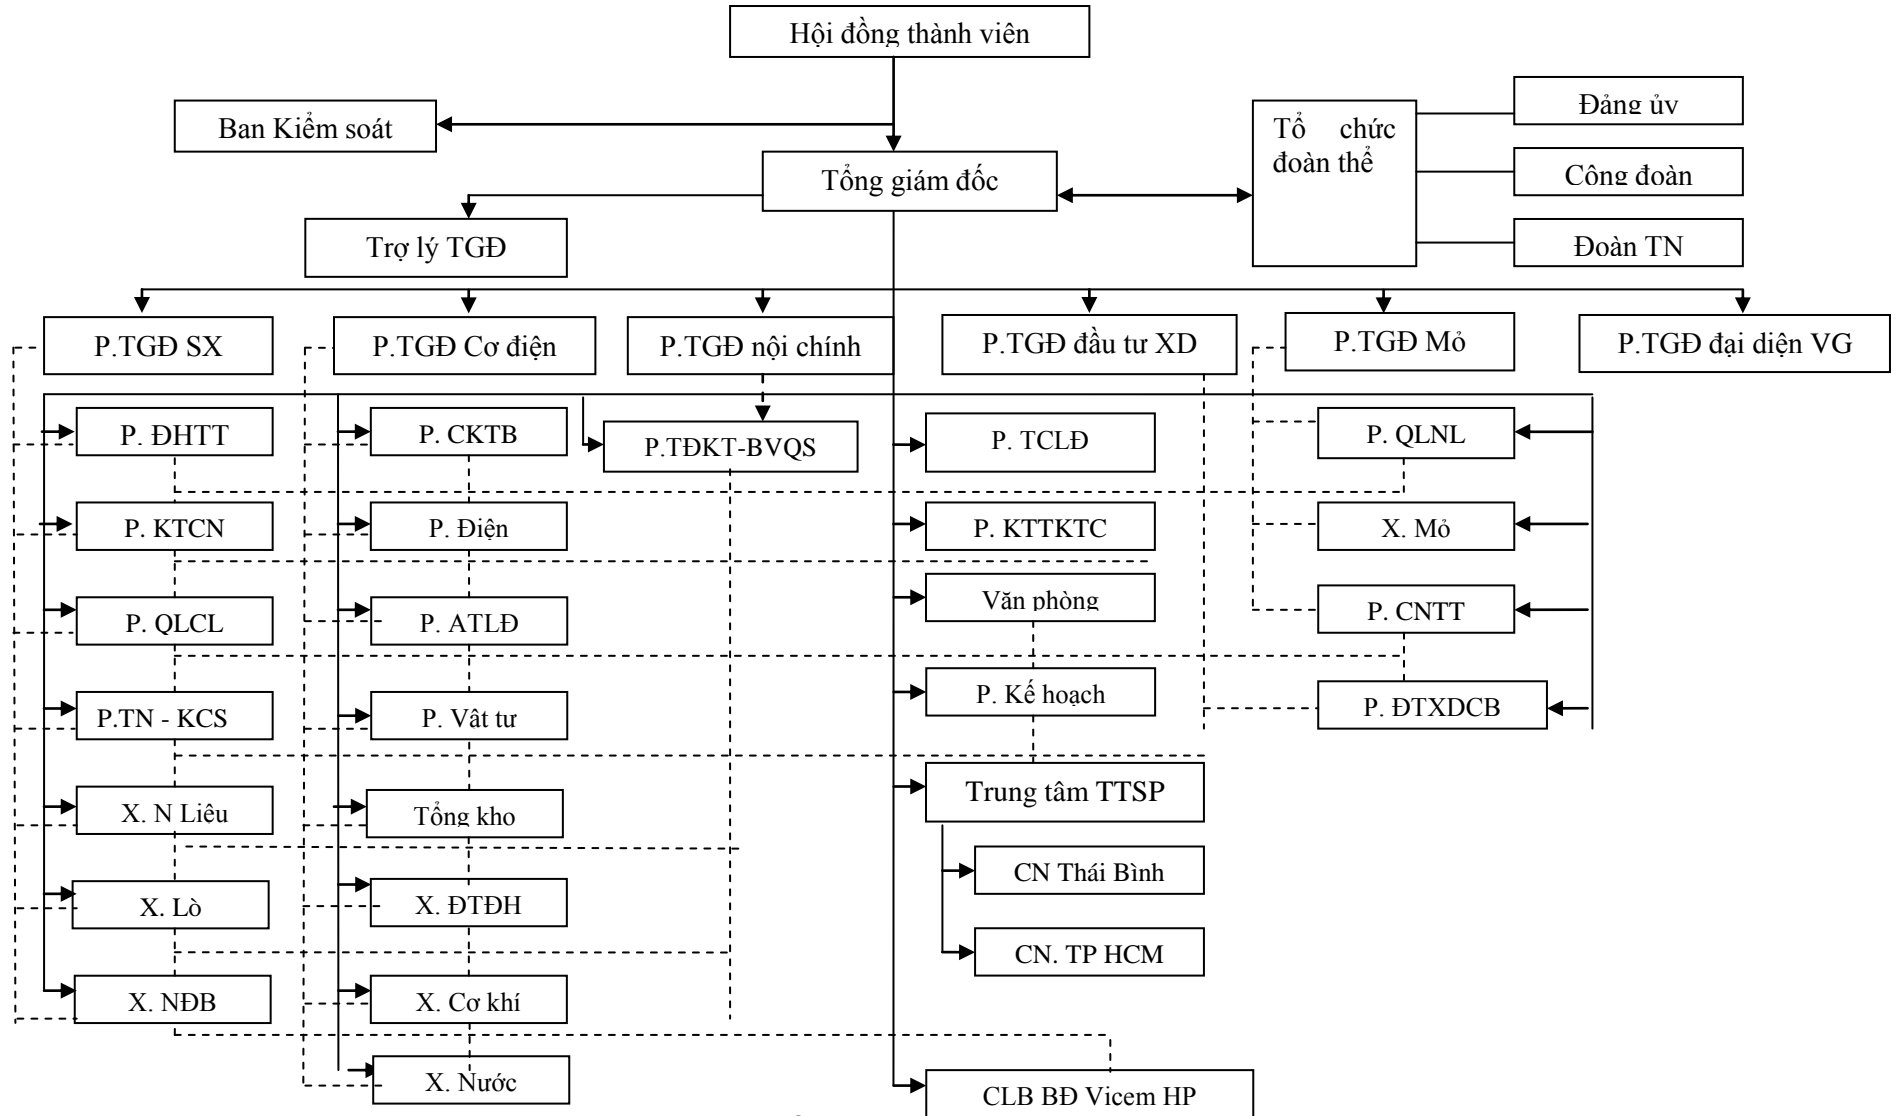 Hội đồng thành viên
Ban Kiểm soát
Tổ chức
đoàn thể
Đảng ủy
Công đoàn
Đoàn TN
Tổng giám đốc
Trợ lý TGĐ
P.TGĐ SX
P.TGĐ Cơ điện
P.TGĐ nội chính
P.TGĐ đầu tư XD
P.TGĐ Mỏ
P.TGĐ đại diện VG
P. ĐHTT
P. CKTB
P.TĐKT-BVQS
P. TCLĐ
P. QLNL
P. KTCN
P. Điện
P. KTTKTC
X. Mỏ
P. QLCL
P. ATLĐ
Văn phòng
P. CNTT
P.TN - KCS
P. Vât tư
P. Kế hoạch
P. ĐTXDCB
X. N Liêu
Tổng kho
Trung tâm TTSP
CN Thái Bình
X. Lò
X. ĐTĐH
CN. TP HCM
X. NĐB
X. Cơ khí
X. Nước
CLB BĐ Vicem HP